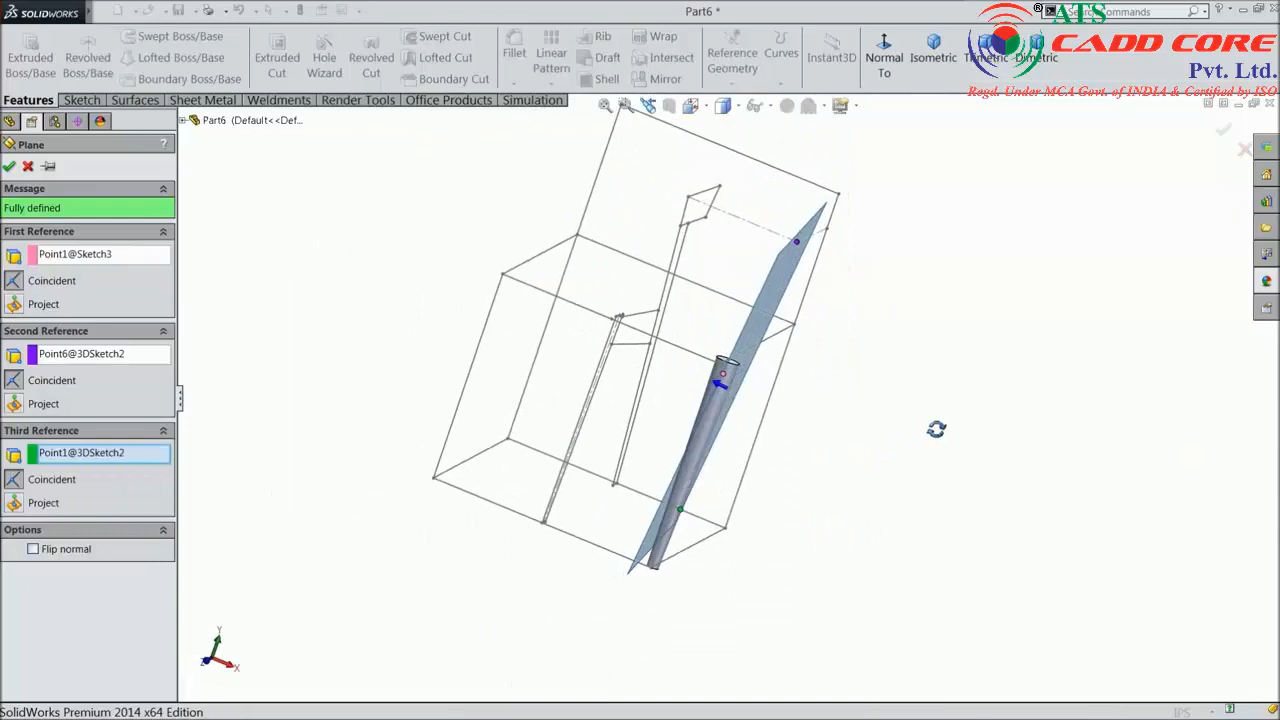 SOLIDWORKS
Part6 *
Commands
®
ATS
CADD CORE
Pvt. Ltd.
Regd. Under MCA Govt. of INDIA & Certified by ISO
Extruded Boss/Base
Revolved Boss/Base
Swept Boss/Base
Lofted Boss/Base
Boundary Boss/Base
Extruded Cut
Hole Wizard
Revolved Cut
Swept Cut
Lofted Cut
Boundary Cut
Fillet
Linear Pattern
Rib
Draft
Shell
Wrap
Intersect
Mirror
Reference Geometry
Curves
Instant3D
Normal To
Isometric
Trimetric
Dimetric
Features
Sketch
Surfaces
Sheet Metal
Weldments
Render Tools
Office Products
Simulation
Part6 (Default<<Def...
Plane
?
Message
Fully defined
First Reference
Point1@Sketch3
Coincident
Project
Second Reference
Point6@3DSketch2
Coincident
Project
Third Reference
Point1@3DSketch2
Coincident
Project
Options
Flip normal
Y
X
Z
SolidWorks Premium 2014 x64 Edition
IPS